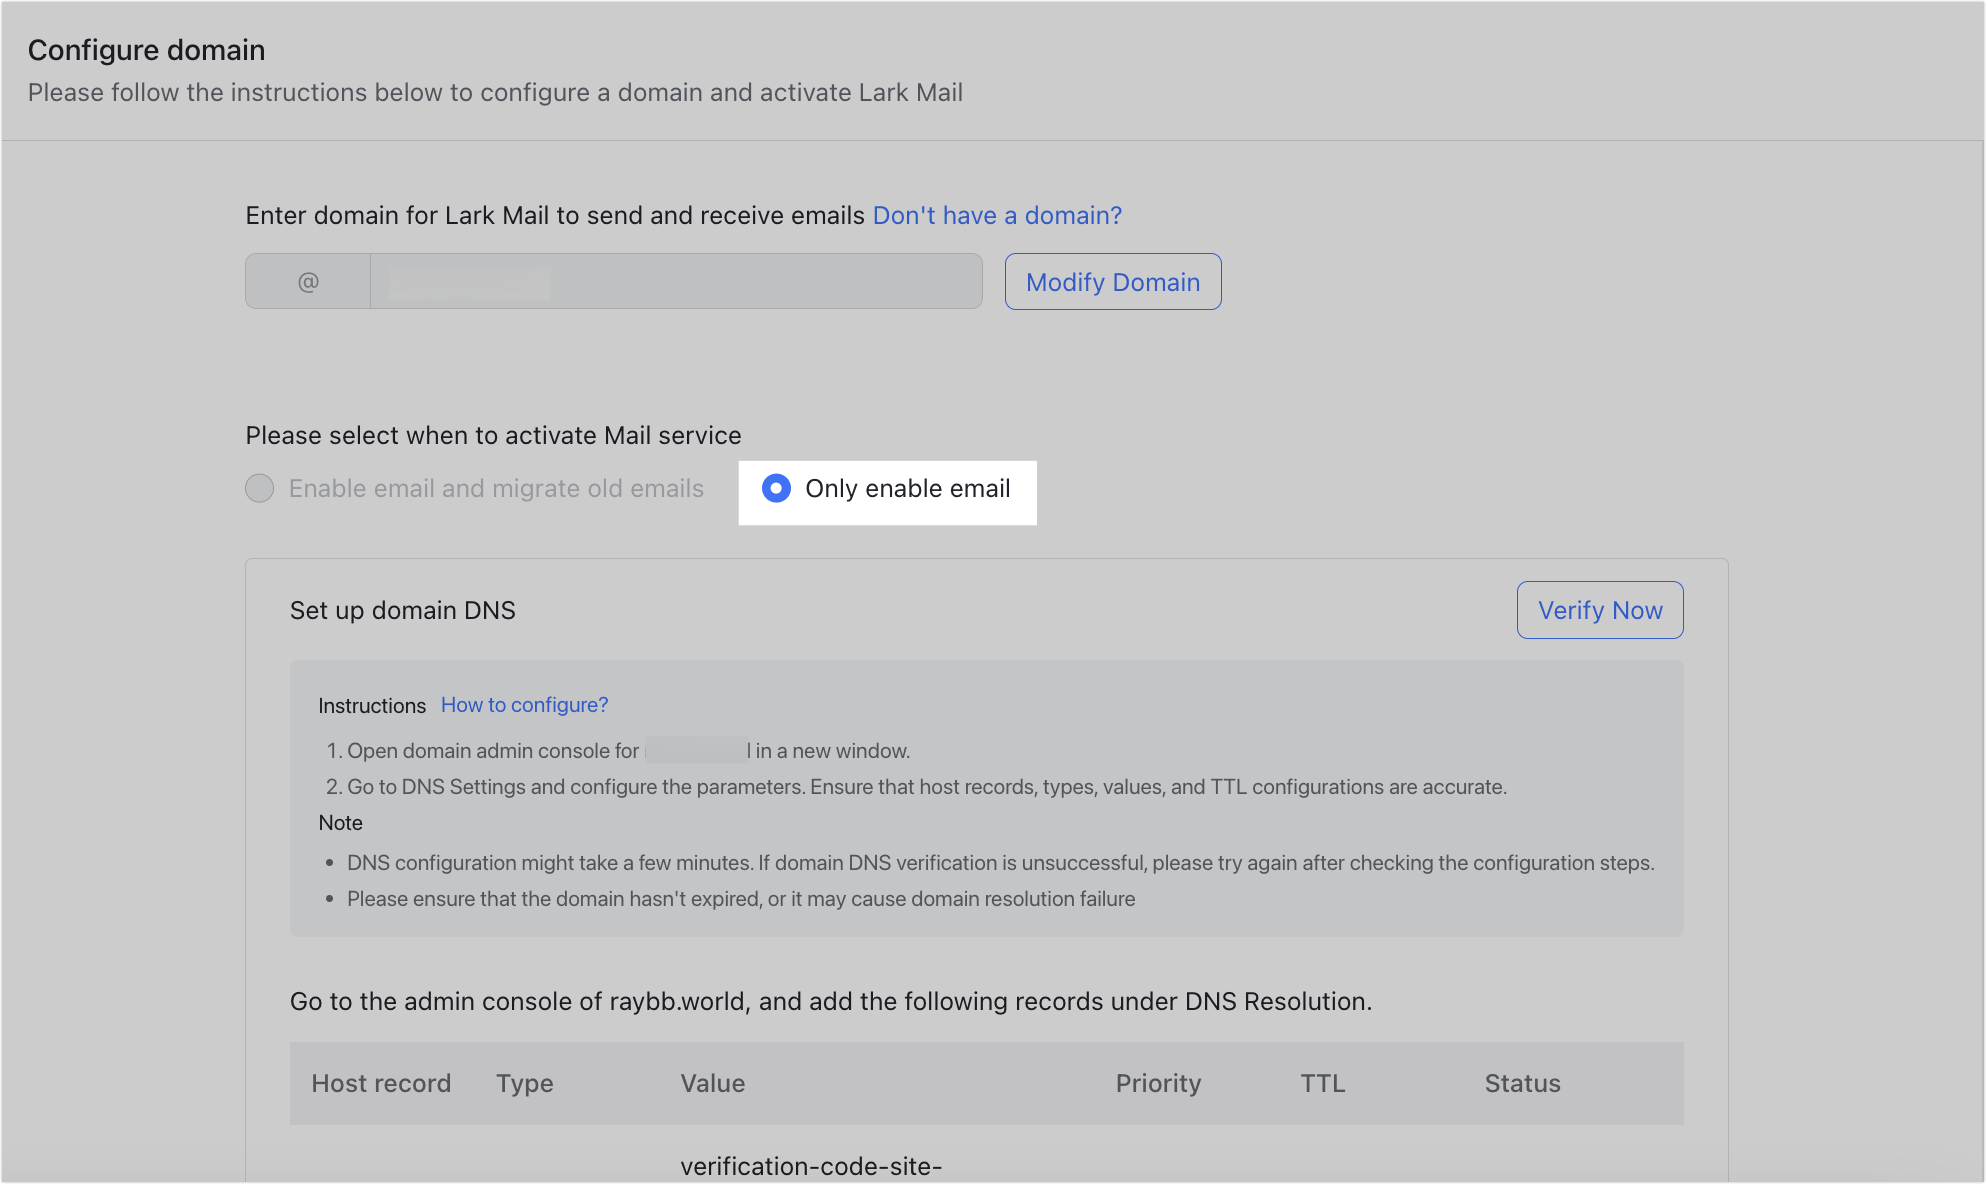 Configure domain
Please follow the instructions below to configure a domain and activate Lark Mail
Enter domain for Lark Mail to send and receive emails Don't have a domain?
@ Modify Domain
Please select when to activate Mail service
Enable email and migrate old emails Only enable email
Set up domain DNS Verify Now
Instructions How to configure?
1. Open domain admin console for in a new window.
2. Go to DNS Settings and configure the parameters. Ensure that host records, types, values, and TTL configurations are accurate.
Note
• DNS configuration might take a few minutes. If domain DNS verification is unsuccessful, please try again after checking the configuration steps.
• Please ensure that the domain hasn't expired, or it may cause domain resolution failure
Go to the admin console of raybb.world, and add the following records under DNS Resolution.
Host record Type Value Priority TTL Status
verification-code-site-